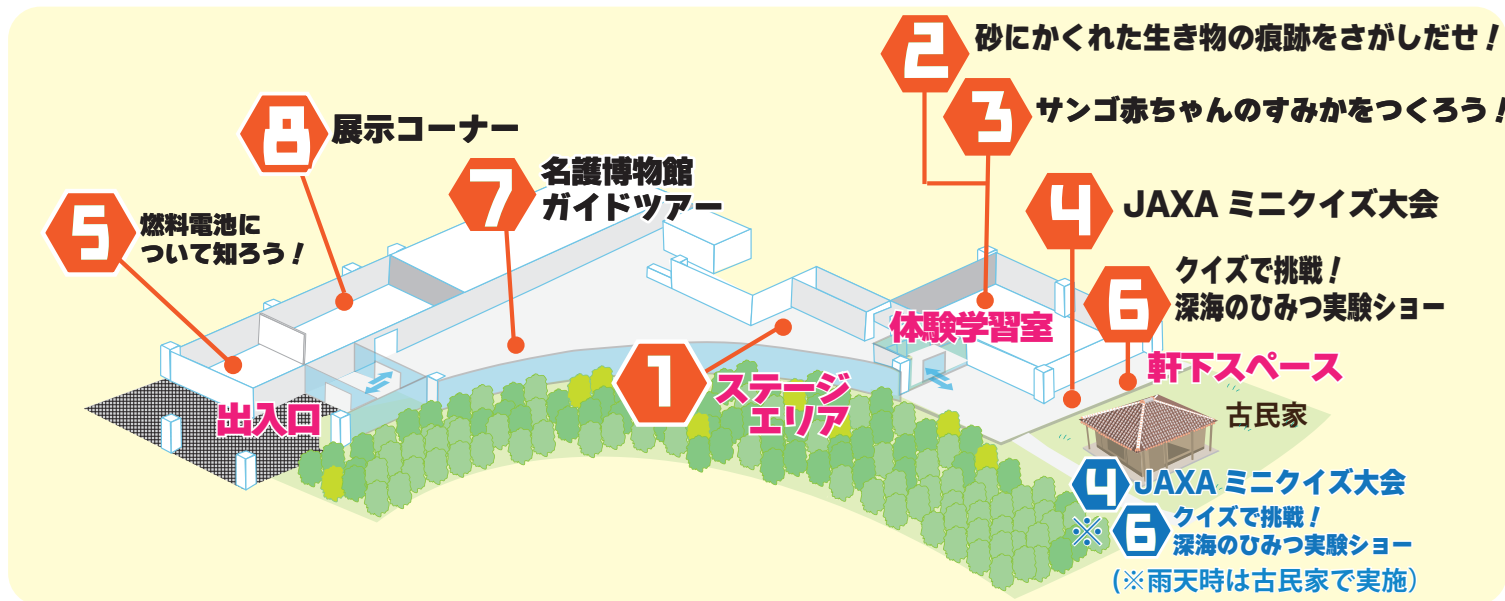 2 砂にかくれた生き物の痕跡をさがしだせ！
3 サンゴ赤ちゃんのすみかをつくろう！
8 展示コーナー
7 名護博物館
ガイドツアー
4 JAXA ミニクイズ大会
5 燃料電池に
ついて知ろう！
6 クイズで挑戦！
深海のひみつ実験ショー
体験学習室
軒下スペース
1 ステージ
エリア
出入口
古民家
4 JAXA ミニクイズ大会
※ 6 クイズで挑戦！
深海のひみつ実験ショー
(※雨天時は古民家で実施)